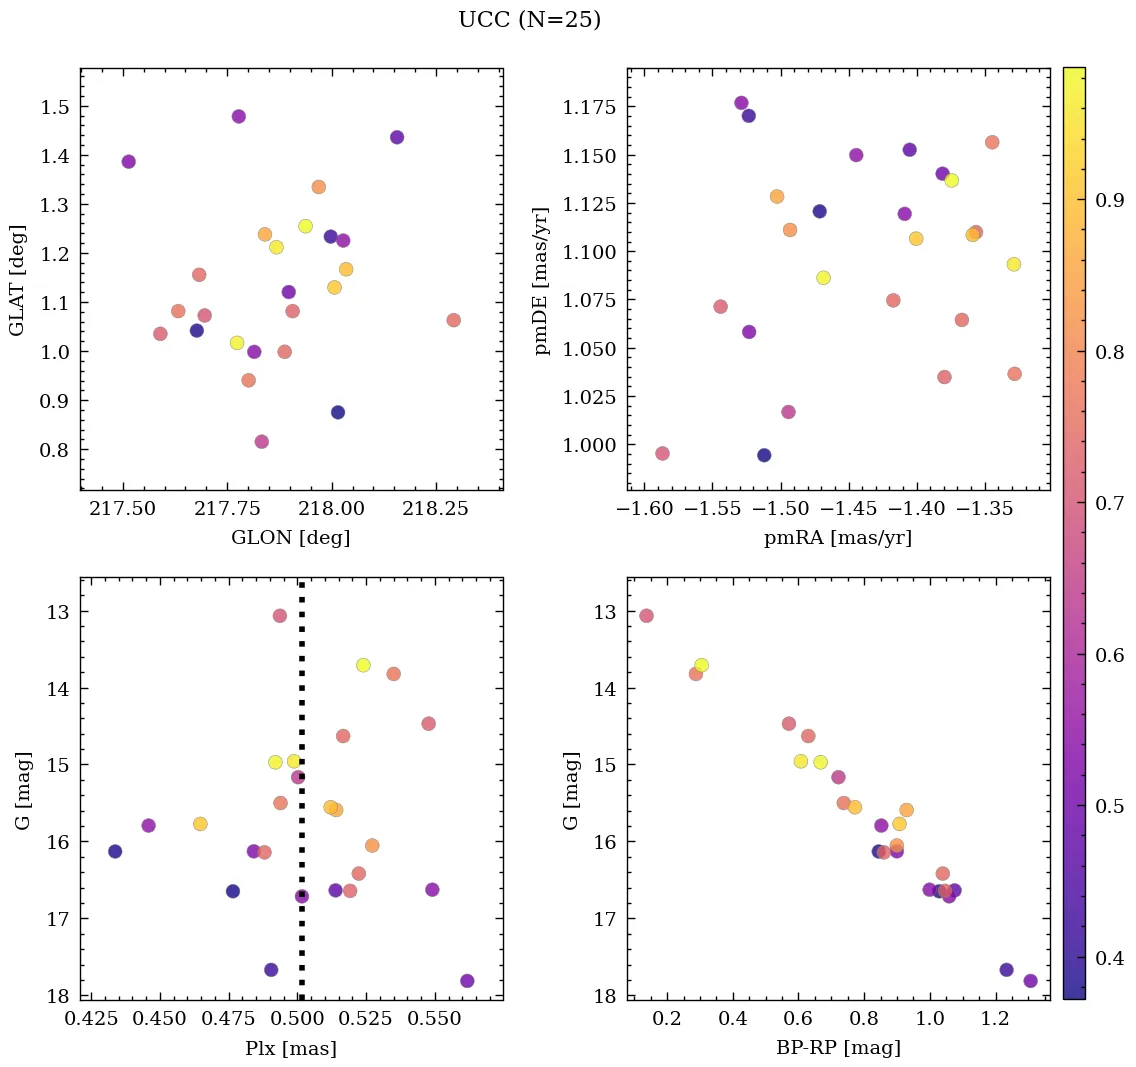 UCC (N=25)
1.5
1.4
1.3
1.2
1.1
1.0
0.9
0.8
GLAT [deg]
217.50 217.75 218.00 218.25
GLON [deg]
1.175
1.150
1.125
1.100
1.075
1.050
1.025
1.000
pmDE [mas/yr]
−1.60 −1.55 −1.50 −1.45 −1.40 −1.35
pmRA [mas/yr]
13
14
15
16
17
18
G [mag]
0.425 0.450 0.475 0.500 0.525 0.550
Plx [mas]
13
14
15
16
17
18
G [mag]
0.2 0.4 0.6 0.8 1.0 1.2
BP-RP [mag]
0.9
0.8
0.7
0.6
0.5
0.4